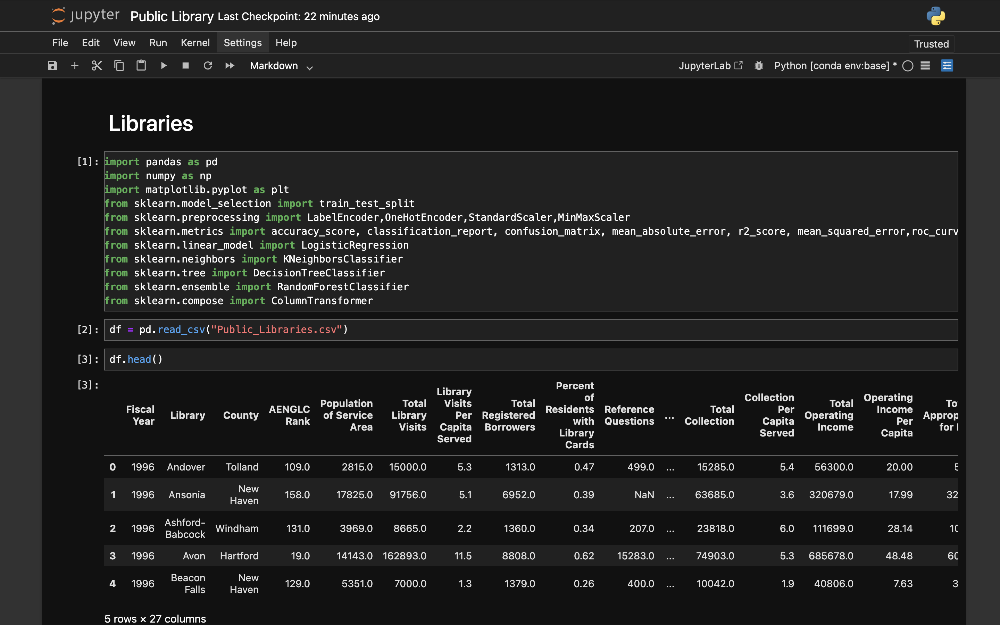 jupyter Public Library Last Checkpoint: 22 minutes ago
File Edit View Run Kernel Settings Help Trusted
Markdown JupyterLab Python [conda env:base] *
Libraries
[1]: import pandas as pd
import numpy as np
import matplotlib.pyplot as plt
from sklearn.model_selection import train_test_split
from sklearn.preprocessing import LabelEncoder,OneHotEncoder,StandardScaler,MinMaxScaler
from sklearn.metrics import accuracy_score, classification_report, confusion_matrix, mean_absolute_error, r2_score, mean_squared_error,roc_curv
from sklearn.linear_model import LogisticRegression
from sklearn.neighbors import KNeighborsClassifier
from sklearn.tree import DecisionTreeClassifier
from sklearn.ensemble import RandomForestClassifier
from sklearn.compose import ColumnTransformer
[2]: df = pd.read_csv("Public_Libraries.csv")
[3]: df.head()
[3]:
Fiscal Year Library County AENGLC Rank Population of Service Area Total Library Visits Library Visits Per Capita Served Total Registered Borrowers Percent of Residents with Library Cards Reference Questions ... Total Collection Collection Per Capita Served Total Operating Income Operating Income Per Capita Approp for
0 1996 Andover Tolland 109.0 2815.0 15000.0 5.3 1313.0 0.47 499.0 ... 15285.0 5.4 56300.0 20.00 5
1 1996 Ansonia New Haven 158.0 17825.0 91756.0 5.1 6952.0 0.39 NaN ... 63685.0 3.6 320679.0 17.99 32
2 1996 Ashford-Babcock Windham 131.0 3969.0 8665.0 2.2 1360.0 0.34 207.0 ... 23818.0 6.0 111699.0 28.14 10
3 1996 Avon Hartford 19.0 14143.0 162893.0 11.5 8808.0 0.62 15283.0 ... 74903.0 5.3 685678.0 48.48 60
4 1996 Beacon Falls New Haven 129.0 5351.0 7000.0 1.3 1379.0 0.26 400.0 ... 10042.0 1.9 40806.0 7.63 3
5 rows × 27 columns